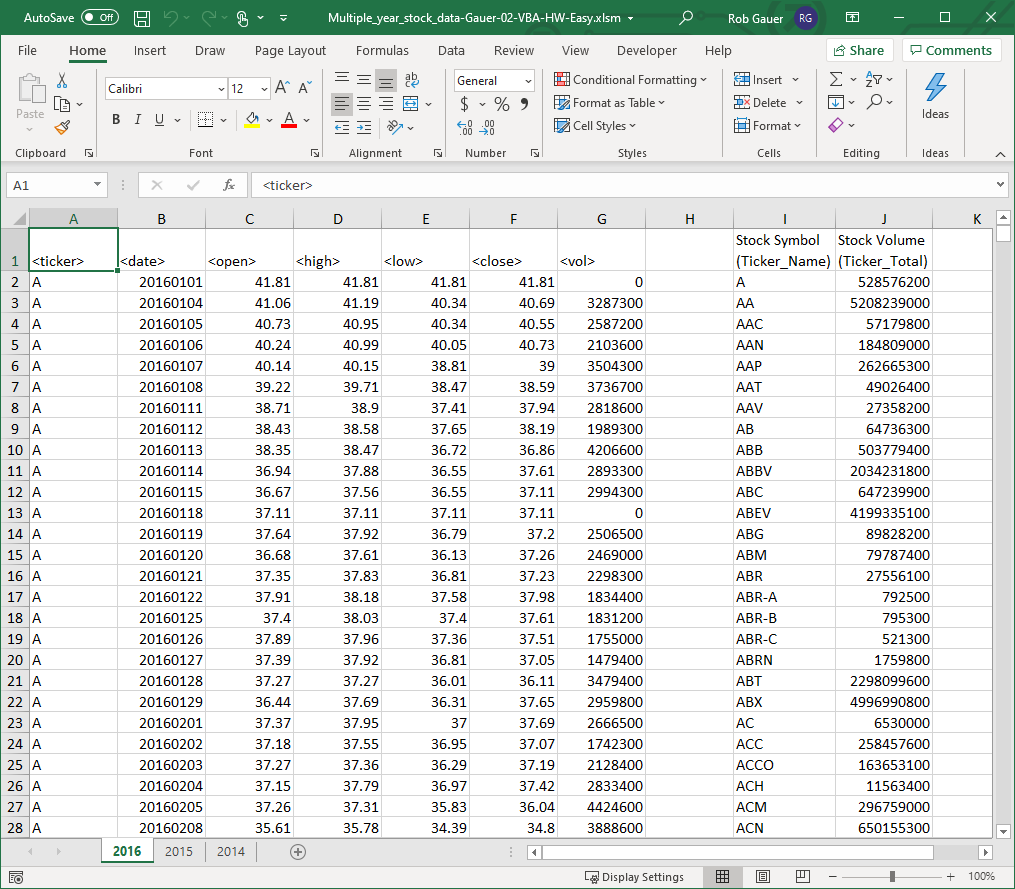 AutoSave Off Multiple_year_stock_data-Gauer-02-VBA-HW-Easy.xlsm Rob Gauer RG
File Home Insert Draw Page Layout Formulas Data Review View Developer Help Share Comments
Paste
Calibri 12
B I U A
ab
General
$ % 9
Conditional Formatting
Format as Table
Cell Styles
Insert
Delete
Format
Ideas
Clipboard Font Alignment Number Styles Cells Editing Ideas
A1 fx <ticker>
A B C D E F G H I J K
Stock Symbol Stock Volume
1 <ticker> <date> <open> <high> <low> <close> <vol> (Ticker_Name) (Ticker_Total)
2 A 20160101 41.81 41.81 41.81 41.81 0 A 528576200
3 A 20160104 41.06 41.19 40.34 40.69 3287300 AA 5208239000
4 A 20160105 40.73 40.95 40.34 40.55 2587200 AAC 57179800
5 A 20160106 40.24 40.99 40.05 40.73 2103600 AAN 184809000
6 A 20160107 40.14 40.15 38.81 39 3504300 AAP 262665300
7 A 20160108 39.22 39.71 38.47 38.59 3736700 AAT 49026400
8 A 20160111 38.71 38.9 37.41 37.94 2818600 AAV 27358200
9 A 20160112 38.43 38.58 37.65 38.19 1989300 AB 64736300
10 A 20160113 38.35 38.47 36.72 36.86 4206600 ABB 503779400
11 A 20160114 36.94 37.88 36.55 37.61 2893300 ABBV 2034231800
12 A 20160115 36.67 37.56 36.55 37.11 2994300 ABC 647239900
13 A 20160118 37.11 37.11 37.11 37.11 0 ABEV 4199335100
14 A 20160119 37.64 37.92 36.79 37.2 2506500 ABG 89828200
15 A 20160120 36.68 37.61 36.13 37.26 2469000 ABM 79787400
16 A 20160121 37.35 37.83 36.81 37.23 2298300 ABR 27556100
17 A 20160122 37.91 38.18 37.58 37.98 1834400 ABR-A 792500
18 A 20160125 37.4 38.03 37.4 37.61 1831200 ABR-B 795300
19 A 20160126 37.89 37.96 37.36 37.51 1755000 ABR-C 521300
20 A 20160127 37.39 37.92 36.81 37.05 1479400 ABRN 1759800
21 A 20160128 37.27 37.27 36.01 36.11 3479400 ABT 2298099600
22 A 20160129 36.44 37.69 36.31 37.65 2959800 ABX 4996990800
23 A 20160201 37.37 37.95 37 37.69 2666500 AC 6530000
24 A 20160202 37.18 37.55 36.95 37.07 1742300 ACC 258457600
25 A 20160203 37.27 37.36 36.29 37.19 2128400 ACCO 163653100
26 A 20160204 37.15 37.79 36.97 37.42 2833400 ACH 11563400
27 A 20160205 37.26 37.31 35.83 36.04 4424600 ACM 296759000
28 A 20160208 35.61 35.78 34.39 34.8 3888600 ACN 650155300
2016 2015 2014
Display Settings 100%